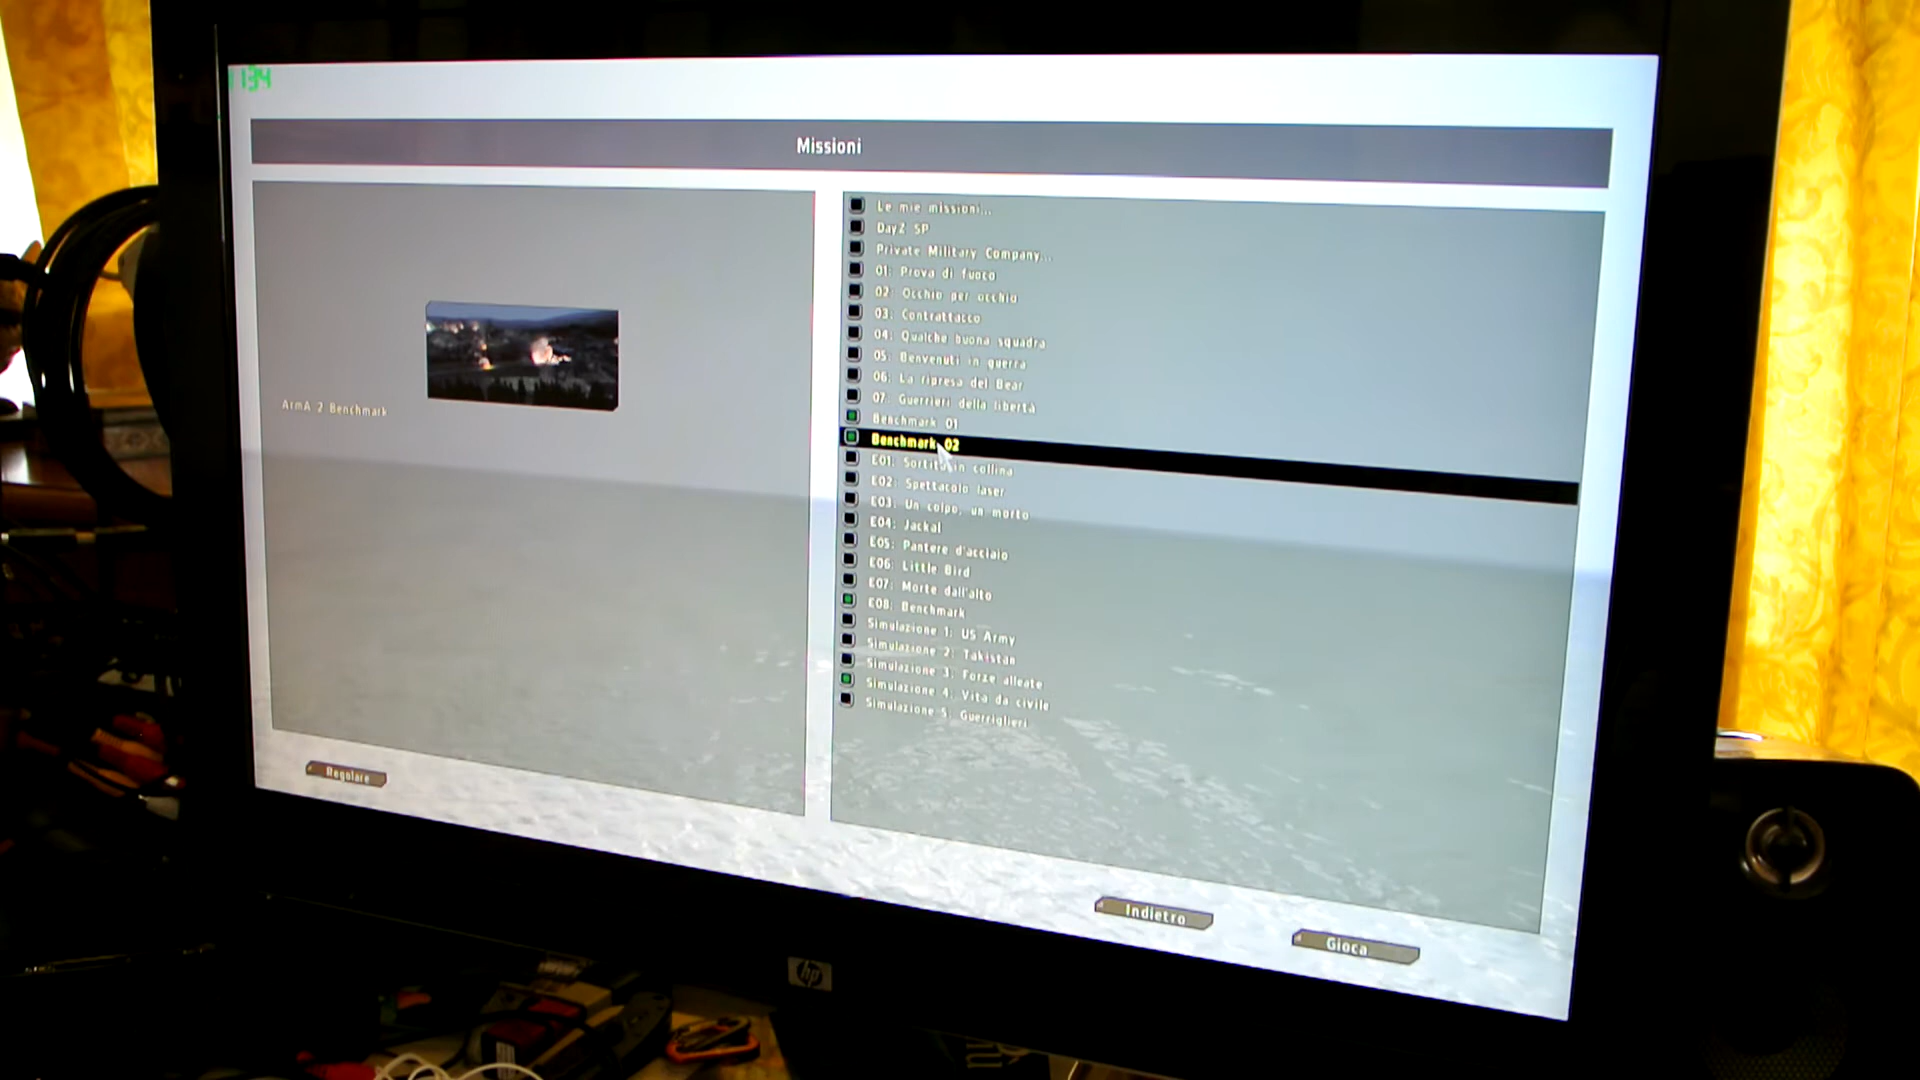 134
Missioni
Le mie missioni...
DayZ SP
Private Military Company...
01: Prova di fuoco
02: Occhio per occhio
03: Contrattacco
04: Qualche buona squadra
05: Benvenuti in guerra
06: La ripresa del Bear
07: Guerrieri della libertà
Benchmark 01
Benchmark 02
E01: Sortita in collina
E02: Spettacolo laser
E03: Un colpo, un morto
E04: Jackal
E05: Pantere d'acciaio
E06: Little Bird
E07: Morte dall'alto
E08: Benchmark
Simulazione 1: US Army
Simulazione 2: Takistan
Simulazione 3: Forze alleate
Simulazione 4: Vita da civile
Simulazione 5: Guerriglieri
ArmA 2 Benchmark
Regolare
Indietro
Gioca
hp